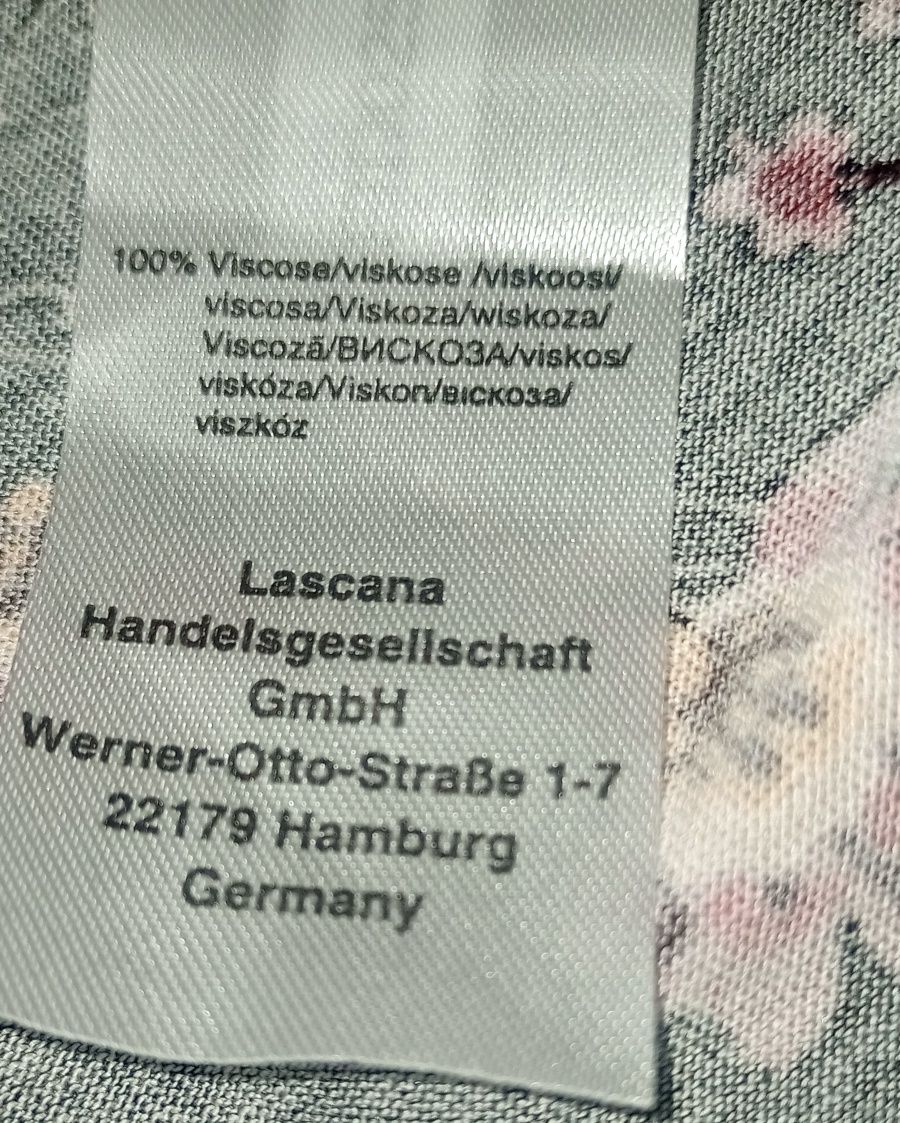 100% Viscose/viskose /viskoosi/
viscosa/Viskoza/wiskoza/
Viscoză/ВИСКОЗА/viskos/
viskóza/Viskon/віскоза/
viszkóz
Lascana
Handelsgesellschaft
GmbH
Werner-Otto-Straße 1-7
22179 Hamburg
Germany